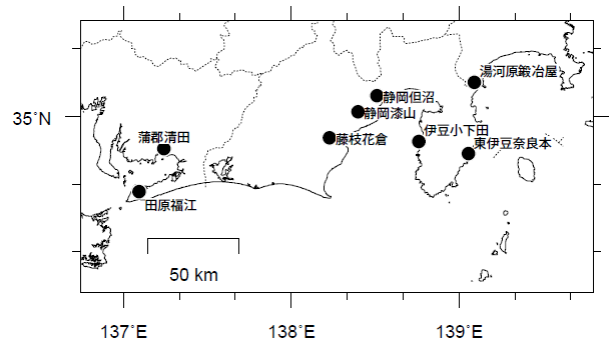 湯河原鍛冶屋
静岡但沼
静岡漆山
35°N
伊豆小下田
蒲郡清田
藤枝花倉
東伊豆奈良本
田原福江
50 km
137°E
138°E
139°E